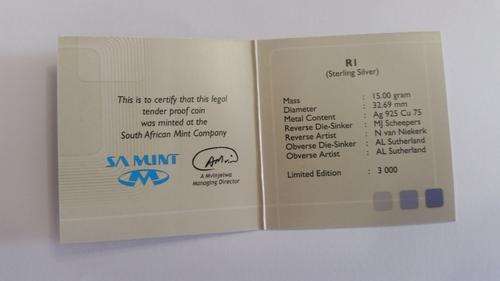 This is to certify that this legal
tender proof coin
was minted at the
South African Mint Company
SA MINT
A Mvinjelwa
Managing Director
R1
(Sterling Silver)
Mass : 15.00 gram
Diameter : 32.69 mm
Metal Content : Ag 925 Cu 75
Reverse Die-Sinker : MJ Scheepers
Reverse Artist : N van Niekerk
Obverse Die-Sinker : AL Sutherland
Obverse Artist : AL Sutherland
Limited Edition : 3 000